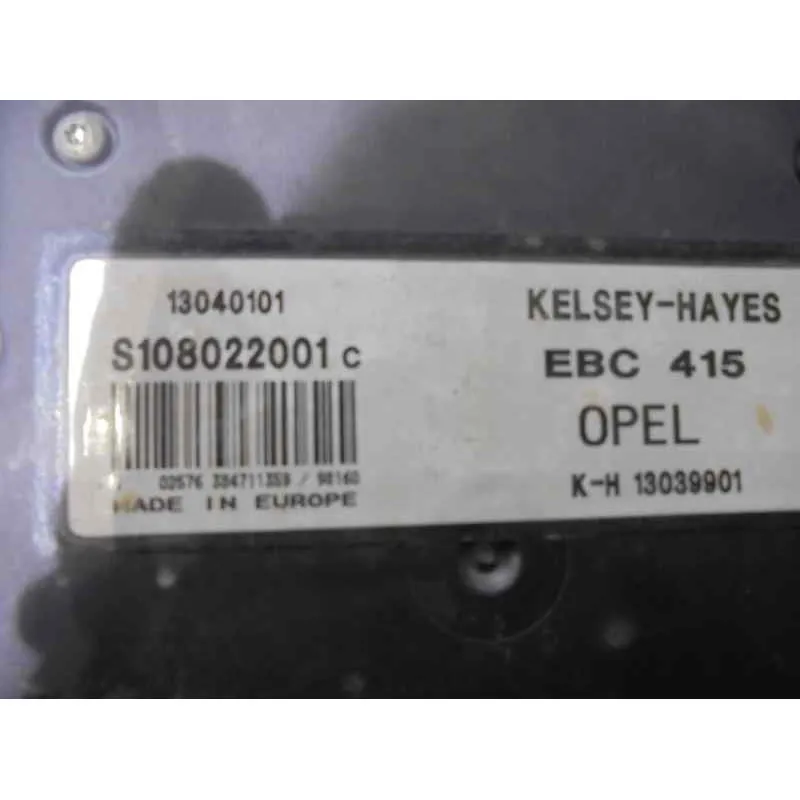 13040101
S108022001 C
MADE IN EUROPE
KELSEY-HAYES
EBC 415
OPEL
K-H 13039901